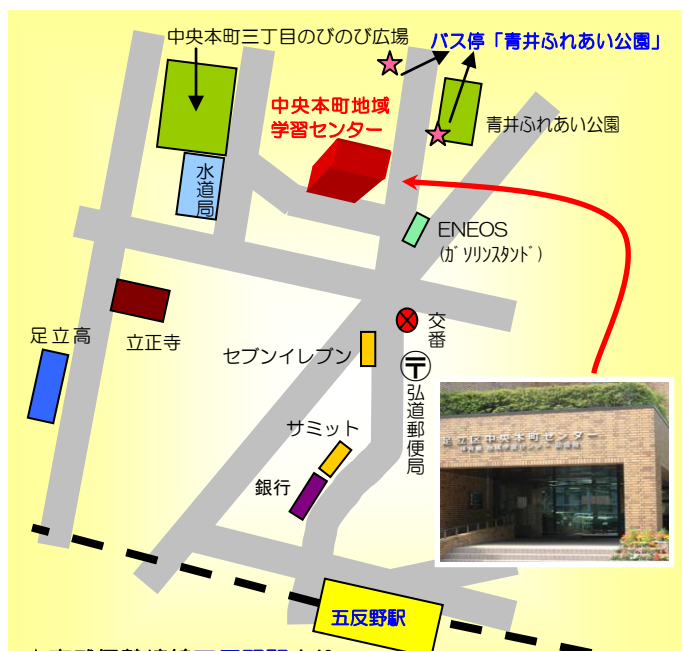 中央本町三丁目のびのび広場
バス停「青井ふれあい公園」
中央本町地域
学習センター
青井ふれあい公園
水道局
ENEOS
(ｶﾞｿﾘﾝｽﾀﾝﾄﾞ)
交番
足立高
立正寺
セブンイレブン
〒
弘道郵便局
サミット
銀行
足立区中央本町センター
五反野駅